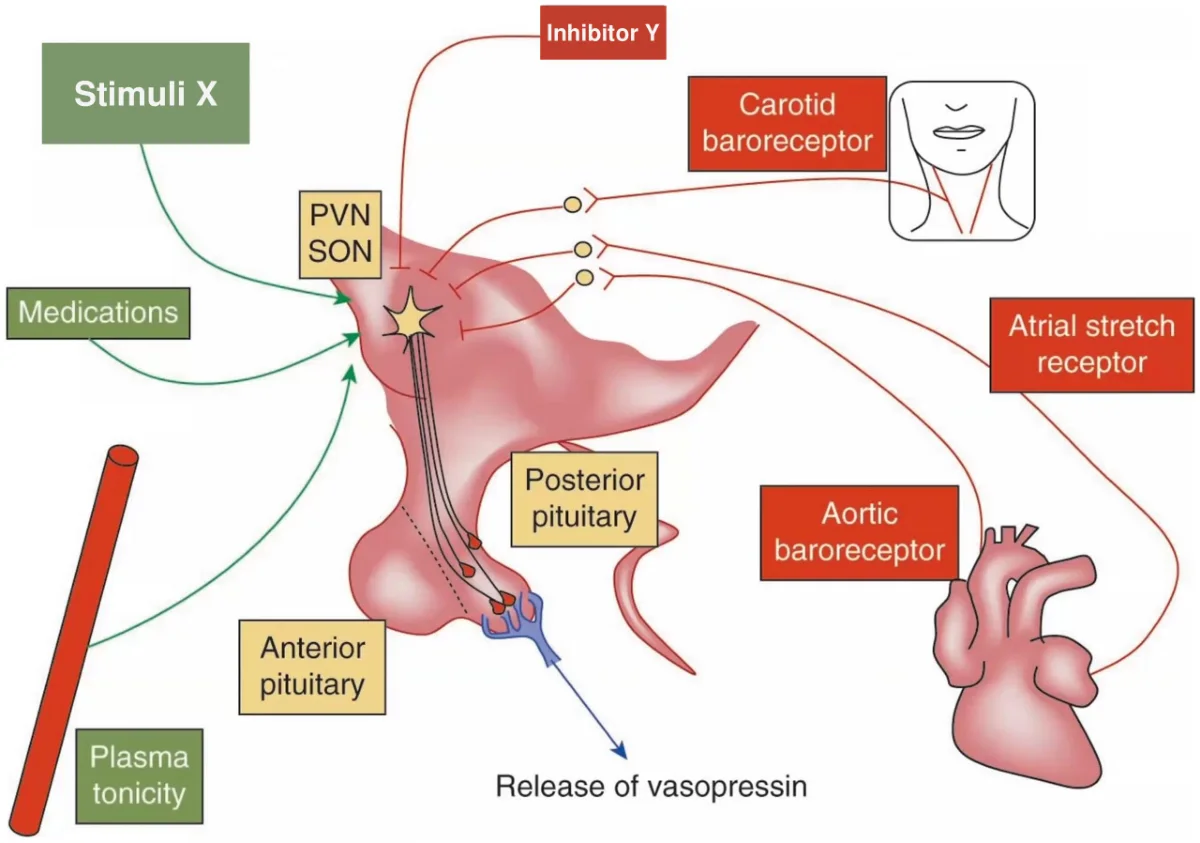 Inhibitor Y
Stimuli X
Carotid
baroreceptor
PVN
SON
Medications
Atrial stretch
receptor
Posterior
pituitary
Aortic
baroreceptor
Anterior
pituitary
Plasma
tonicity
Release of vasopressin